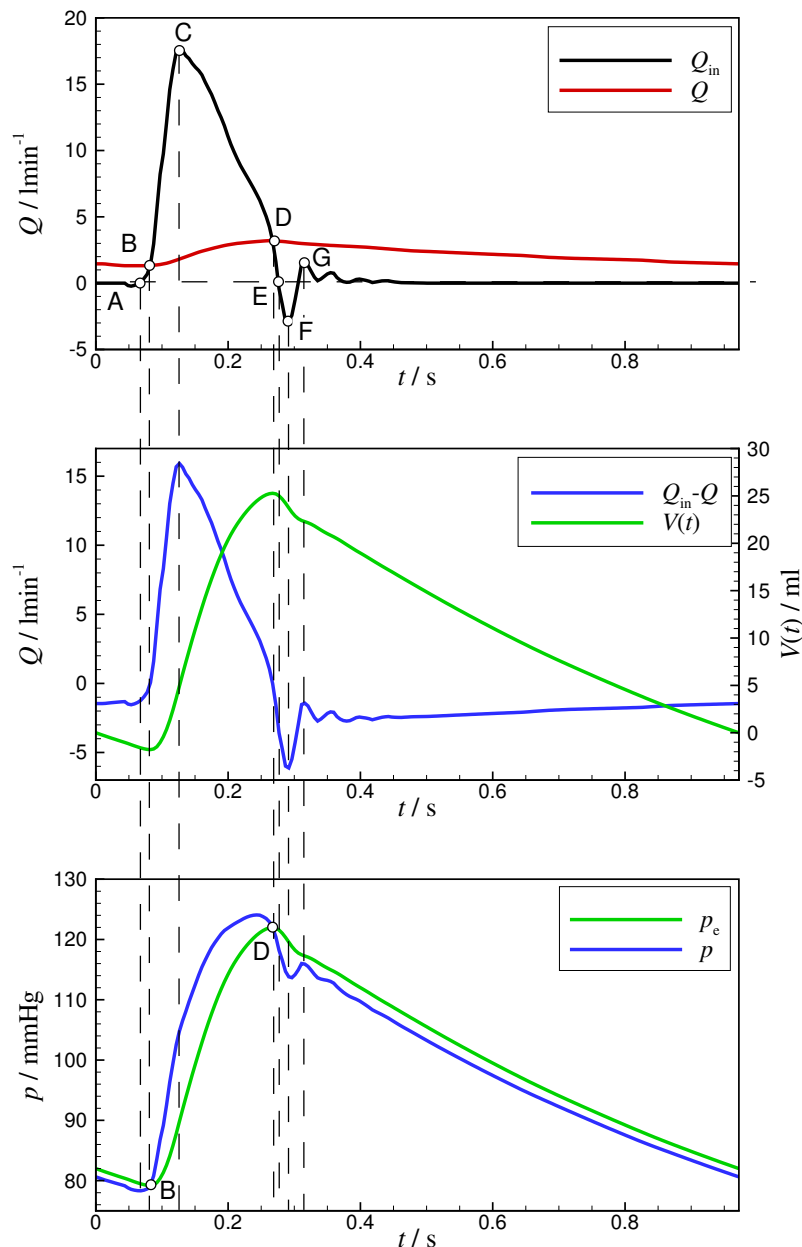 20
15
10
5
0
-5
Q / lmin⁻¹
C
B
A
D
E
F
G
Q_in
Q
0 0.2 0.4 0.6 0.8
t / s
15
10
5
0
-5
Q / lmin⁻¹
30
25
20
15
10
5
0
-5
V(t) / ml
Q_in-Q
V(t)
0 0.2 0.4 0.6 0.8
t / s
130
120
110
100
90
80
p / mmHg
D
B
p_e
p
0 0.2 0.4 0.6 0.8
t / s